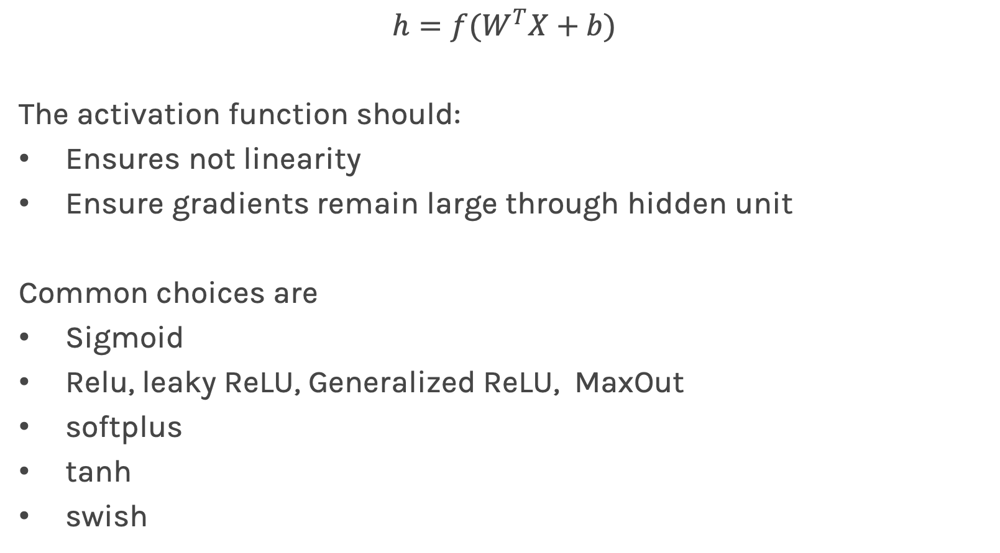 h = f(WᵀX + b)
The activation function should:
• Ensures not linearity
• Ensure gradients remain large through hidden unit
Common choices are
• Sigmoid
• Relu, leaky ReLU, Generalized ReLU, MaxOut
• softplus
• tanh
• swish